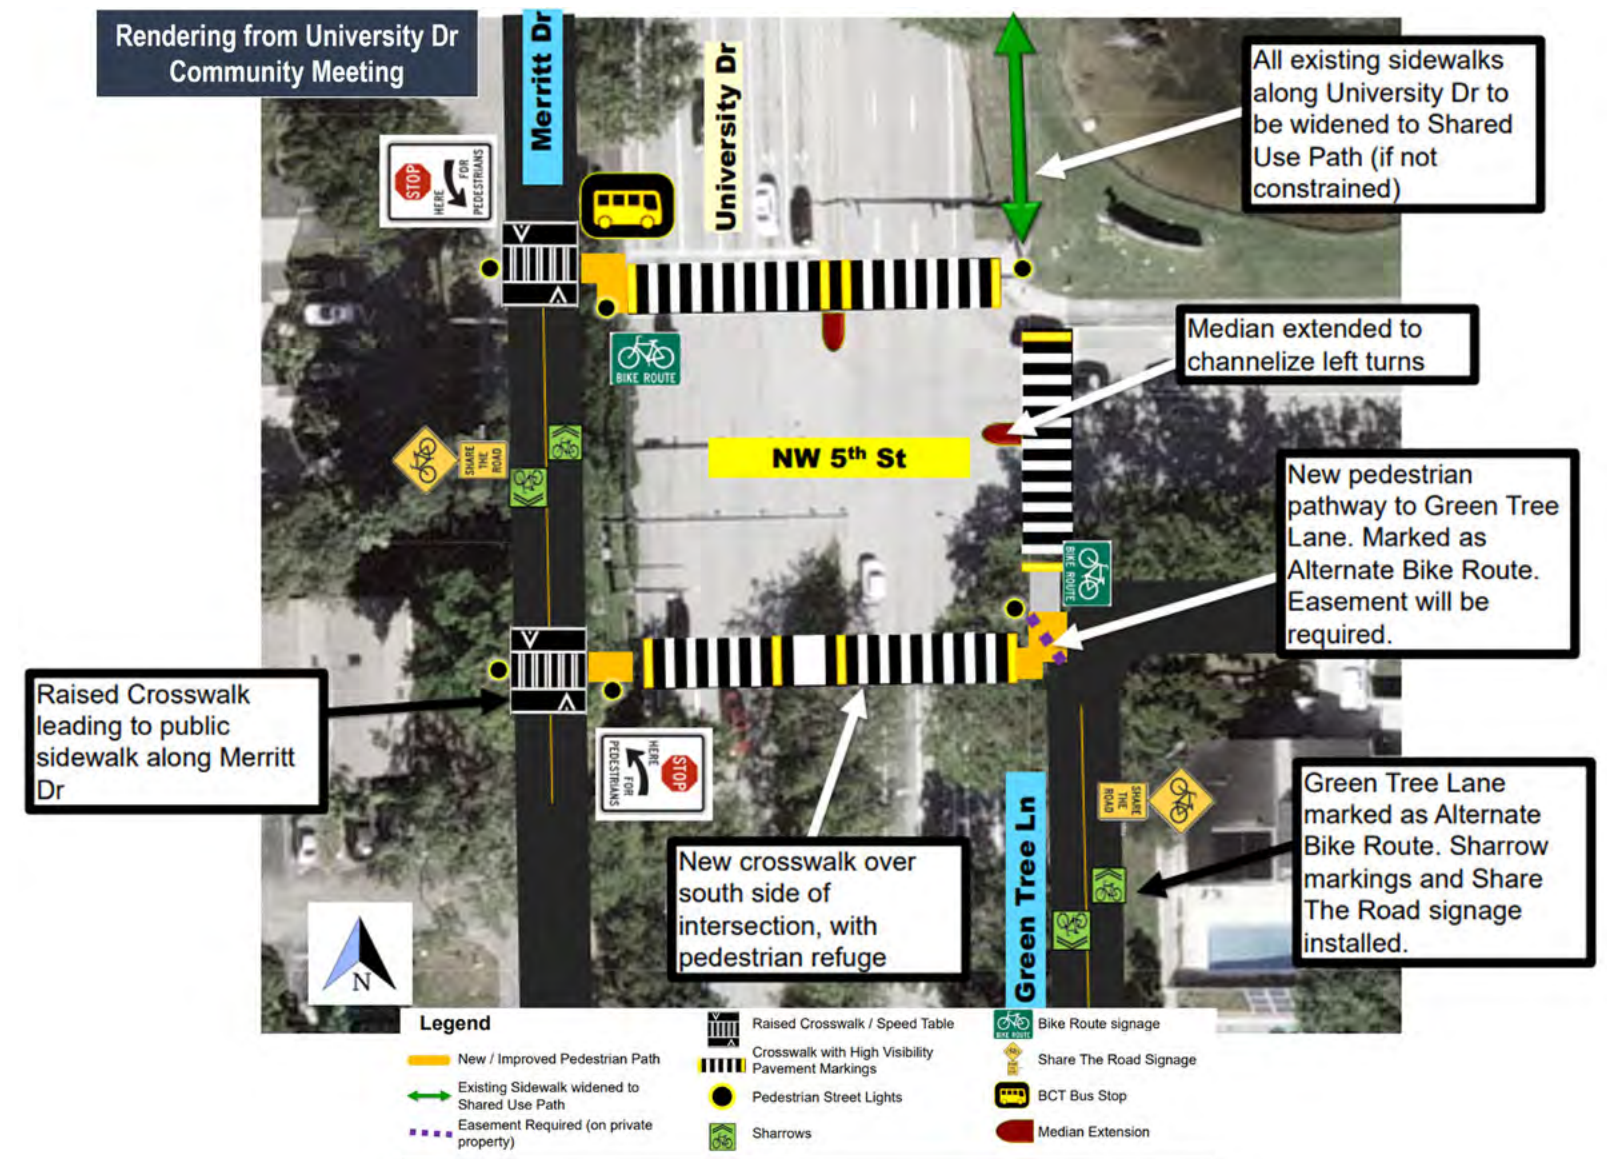 Rendering from University Dr
Community Meeting
Merritt Dr
University Dr
All existing sidewalks
along University Dr to
be widened to Shared
Use Path (if not
constrained)
STOP
HERE
FOR
PEDESTRIANS
BIKE ROUTE
Median extended to
channelize left turns
SHARE
THE
ROAD
NW 5th St
New pedestrian
pathway to Green Tree
Lane. Marked as
Alternate Bike Route.
Easement will be
required.
BIKE ROUTE
Raised Crosswalk
leading to public
sidewalk along Merritt
Dr
STOP
HERE
FOR
PEDESTRIANS
New crosswalk over
south side of
intersection, with
pedestrian refuge
Green Tree Ln
SHARE
THE
ROAD
Green Tree Lane
marked as Alternate
Bike Route. Sharrow
markings and Share
The Road signage
installed.
N
Legend
New / Improved Pedestrian Path
Existing Sidewalk widened to
Shared Use Path
Easement Required (on private
property)
Raised Crosswalk / Speed Table
Crosswalk with High Visibility
Pavement Markings
Pedestrian Street Lights
Sharrows
BIKE ROUTE
Bike Route signage
Share The Road Signage
BCT Bus Stop
Median Extension